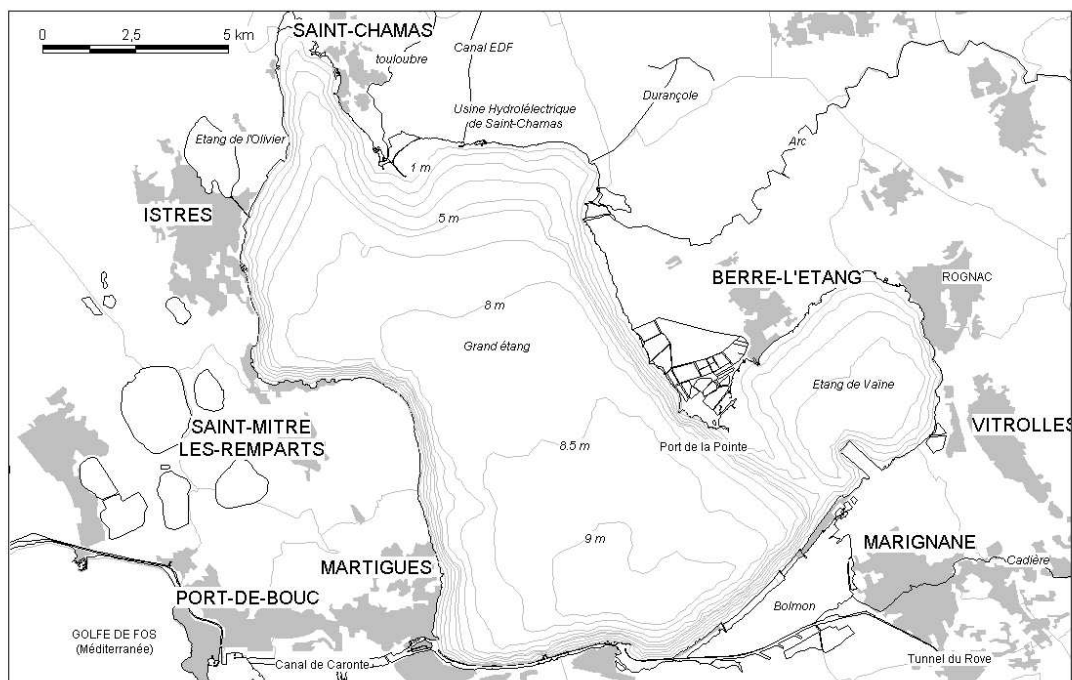 SAINT-CHAMAS
0 2,5 5 km
Canal EDF
touloubre
Durançole
Usine Hydrolélectrique
de Saint-Chamas
Etang de l'Olivier
Arc
1 m
ISTRES
5 m
BERRE-L'ETANG
ROGNAC
8 m
Grand étang
Etang de Vaïne
SAINT-MITRE
LES-REMPARTS
VITROLLES
8.5 m
Port de la Pointe
9 m
MARIGNANE
Cadière
MARTIGUES
PORT-DE-BOUC
Bolmon
GOLFE DE FOS
(Méditerranée)
Canal de Caronte
Tunnel du Rove